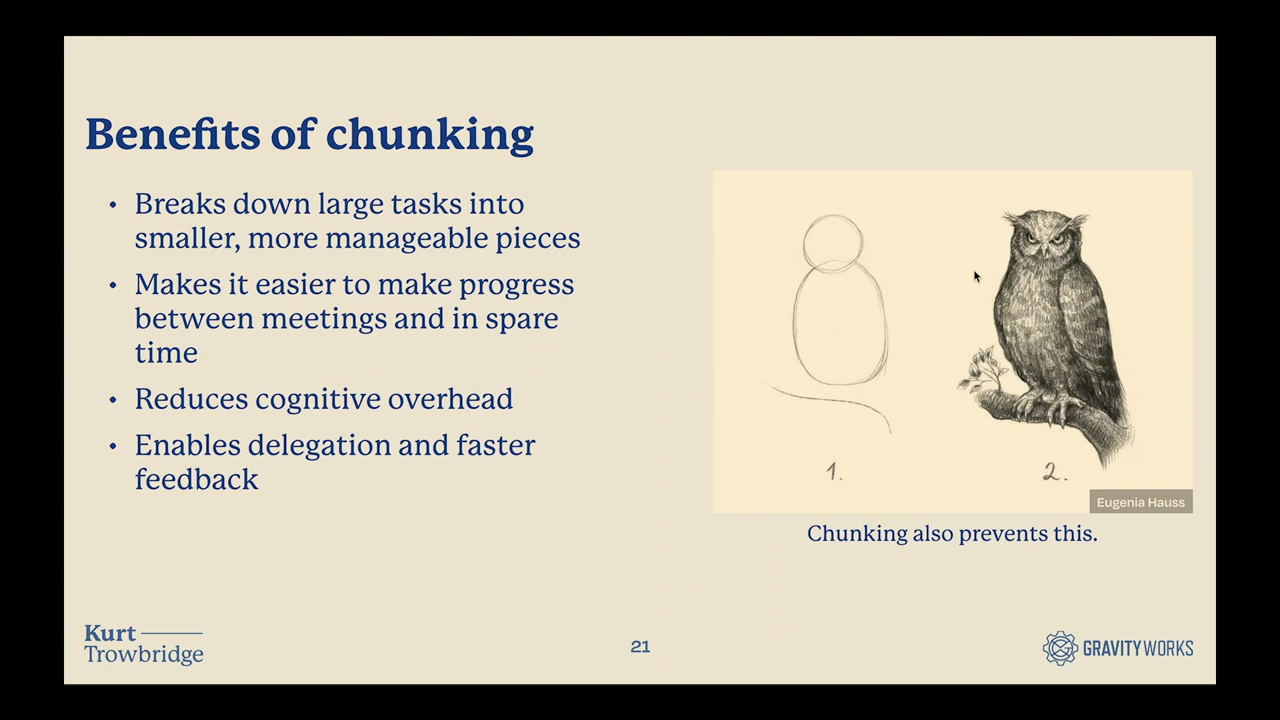 Benefits of chunking
• Breaks down large tasks into
smaller, more manageable pieces
• Makes it easier to make progress
between meetings and in spare
time
• Reduces cognitive overhead
• Enables delegation and faster
feedback
1.
2.
Eugenia Hauss
Chunking also prevents this.
Kurt
Trowbridge
21
GRAVITYWORKS